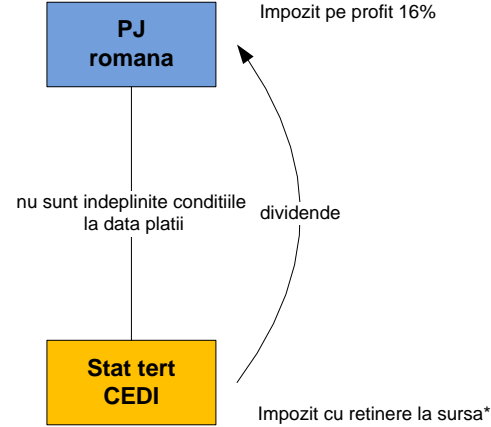 Impozit pe profit 16%
PJ
romana
nu sunt indeplinite conditiile
la data platii
dividende
Stat tert
CEDI
Impozit cu retinere la sursa*